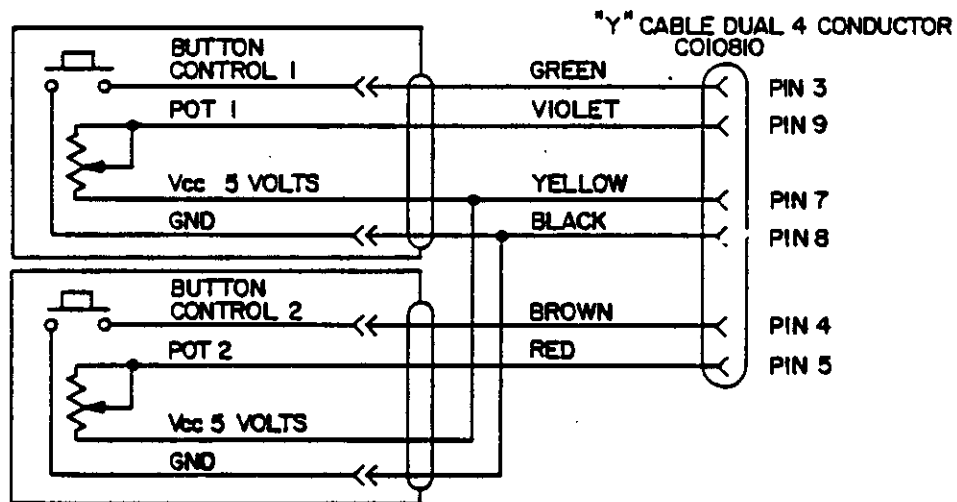 "Y" CABLE DUAL 4 CONDUCTOR
CO10810
BUTTON
CONTROL 1
GREEN
PIN 3
POT 1
VIOLET
PIN 9
Vcc 5 VOLTS
YELLOW
PIN 7
GND
BLACK
PIN 8
BUTTON
CONTROL 2
BROWN
PIN 4
POT 2
RED
PIN 5
Vcc 5 VOLTS
GND